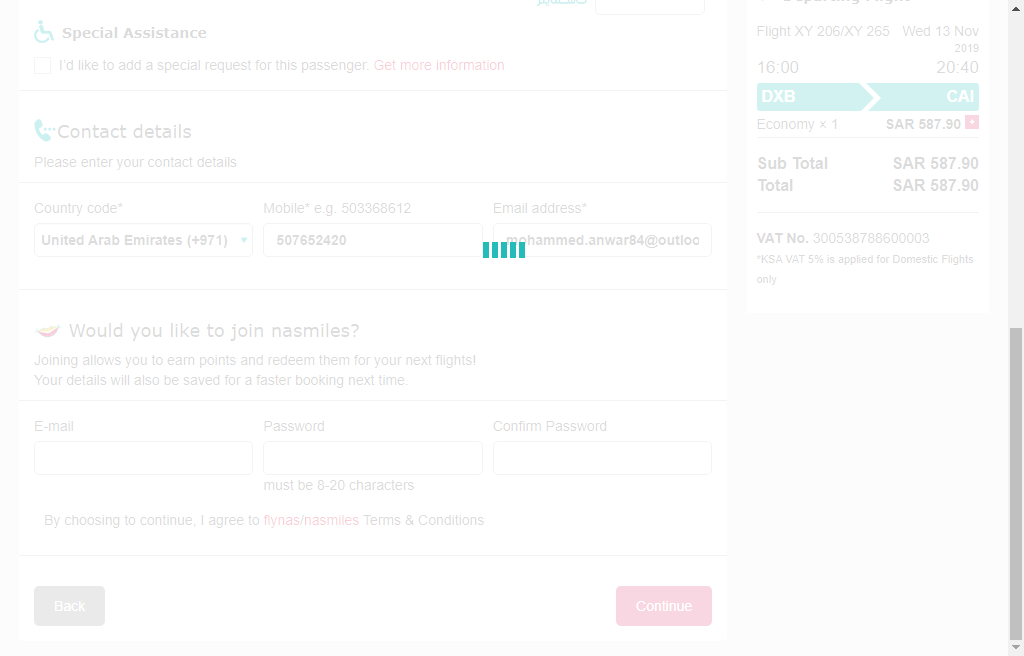 Special Assistance
I'd like to add a special request for this passenger. Get more information
Contact details
Please enter your contact details
Country code*
Mobile* e.g. 503368612
Email address*
United Arab Emirates (+971)
507652420
mohammed.anwar84@outloo
Would you like to join nasmiles?
Joining allows you to earn points and redeem them for your next flights!
Your details will also be saved for a faster booking next time.
E-mail
Password
Confirm Password
must be 8-20 characters
By choosing to continue, I agree to flynas/nasmiles Terms & Conditions
Back
Continue
Flight XY 206/XY 265
Wed 13 Nov
2019
16:00
20:40
DXB
CAI
Economy × 1
SAR 587.90 +
Sub Total
SAR 587.90
Total
SAR 587.90
VAT No. 300538788600003
*KSA VAT 5% is applied for Domestic Flights
only